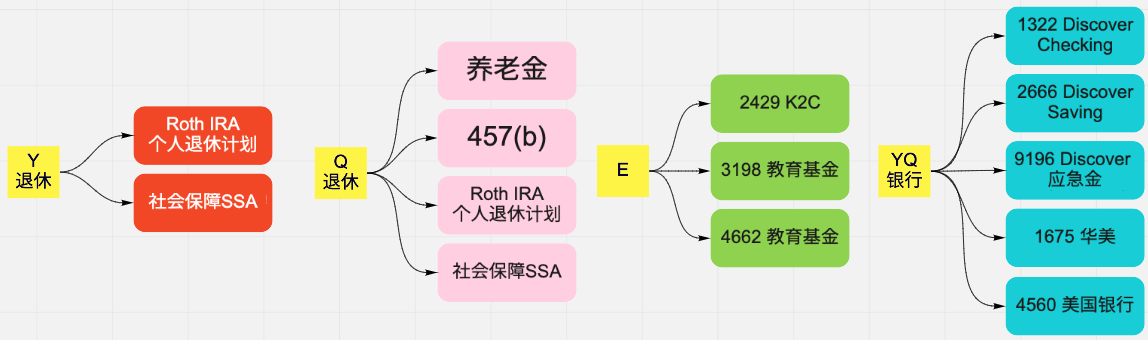 Y
退休
Roth IRA
个人退休计划
社会保障SSA
Q
退休
养老金
457(b)
Roth IRA
个人退休计划
社会保障SSA
E
2429 K2C
3198 教育基金
4662 教育基金
YQ
银行
1322 Discover
Checking
2666 Discover
Saving
9196 Discover
应急金
1675 华美
4560 美国银行